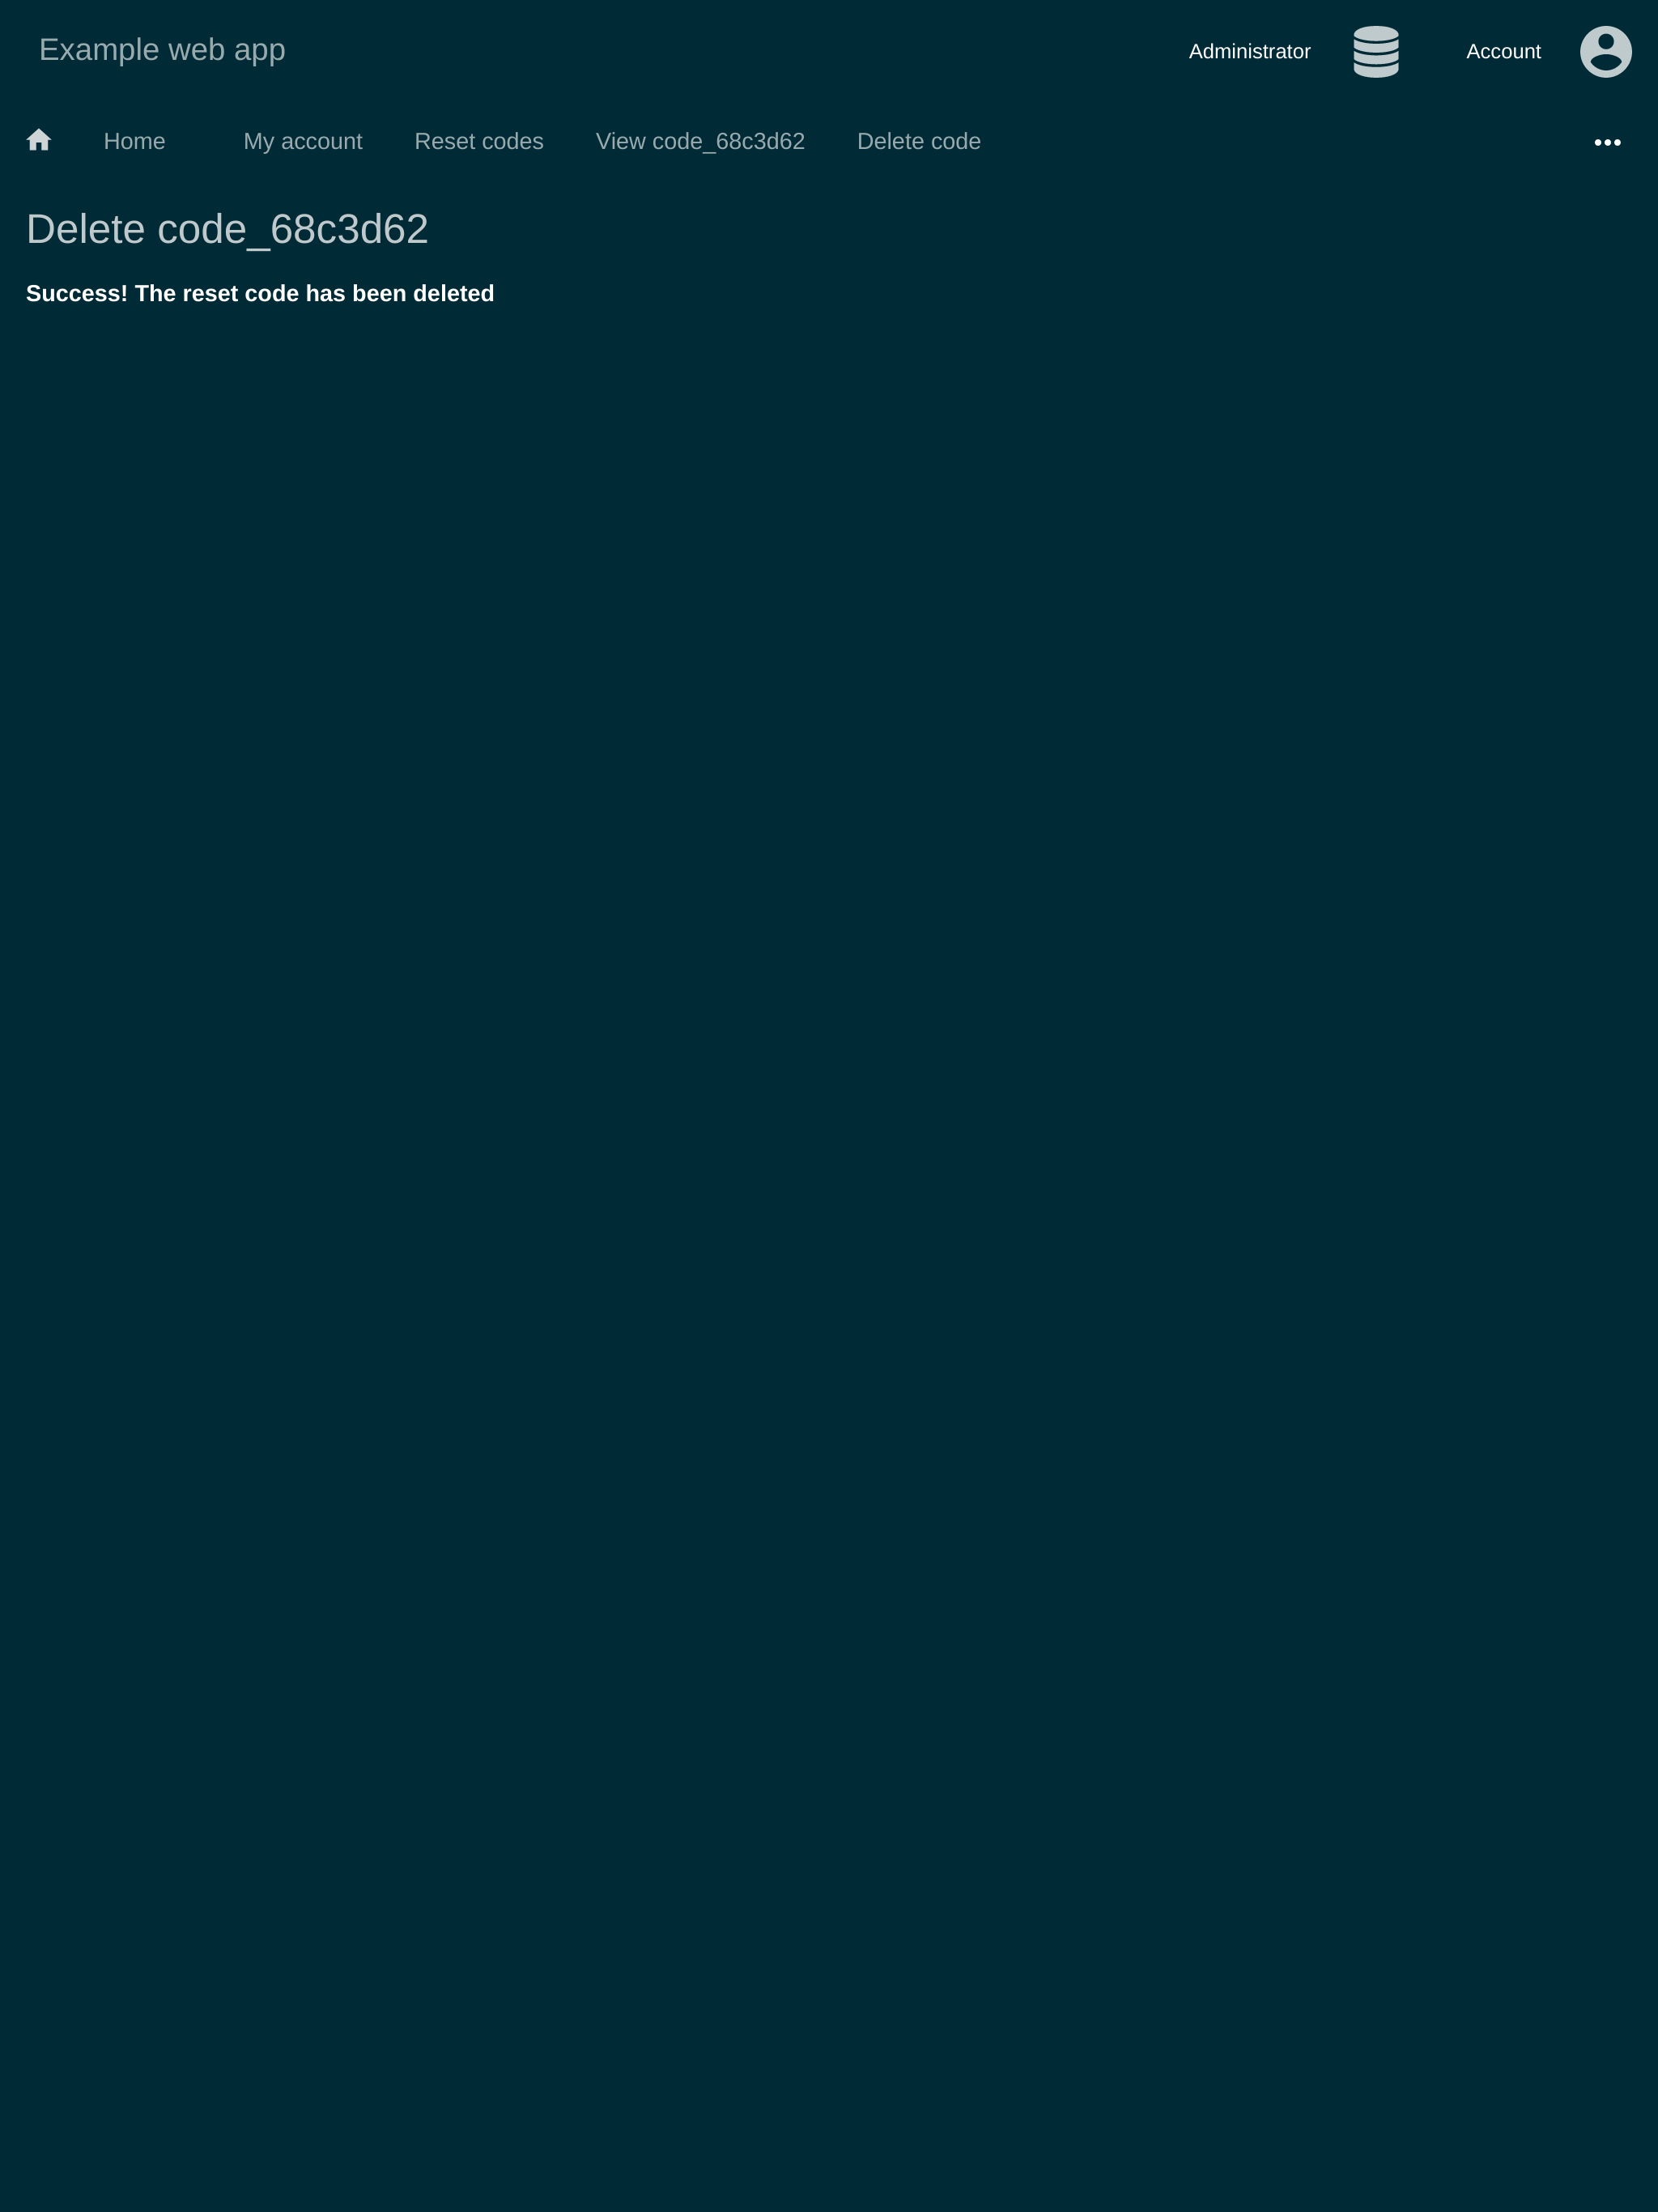 Example web app
Administrator
Account
Home
My account
Reset codes
View code_68c3d62
Delete code
Delete code_68c3d62
Success! The reset code has been deleted